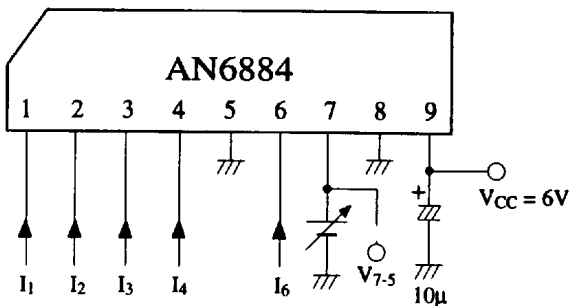 AN6884
1 2 3 4 5 6 7 8 9
+
VCC = 6V
I1 I2 I3 I4 I6 V7-5
10μ